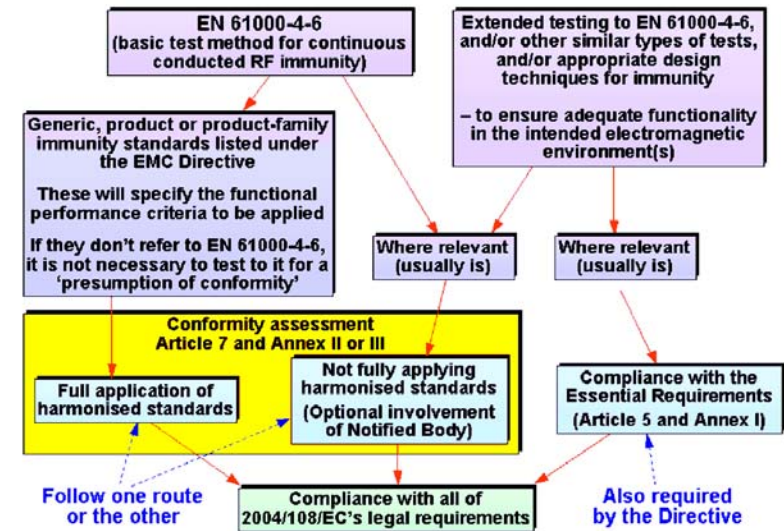 EN 61000-4-6
(basic test method for continuous
conducted RF immunity)
Extended testing to EN 61000-4-6,
and/or other similar types of tests,
and/or appropriate design
techniques for immunity
– to ensure adequate functionality
in the intended electromagnetic
environment(s)
Generic, product or product-family
immunity standards listed under
the EMC Directive
These will specify the functional
performance criteria to be applied
If they don't refer to EN 61000-4-6,
it is not necessary to test to it for a
'presumption of conformity'
Where relevant
(usually is)
Where relevant
(usually is)
Conformity assessment
Article 7 and Annex II or III
Full application of
harmonised standards
Not fully applying
harmonised standards
(Optional involvement
of Notified Body)
Compliance with the
Essential Requirements
(Article 5 and Annex I)
Follow one route
or the other
Compliance with all of
2004/108/EC's legal requirements
Also required
by the Directive